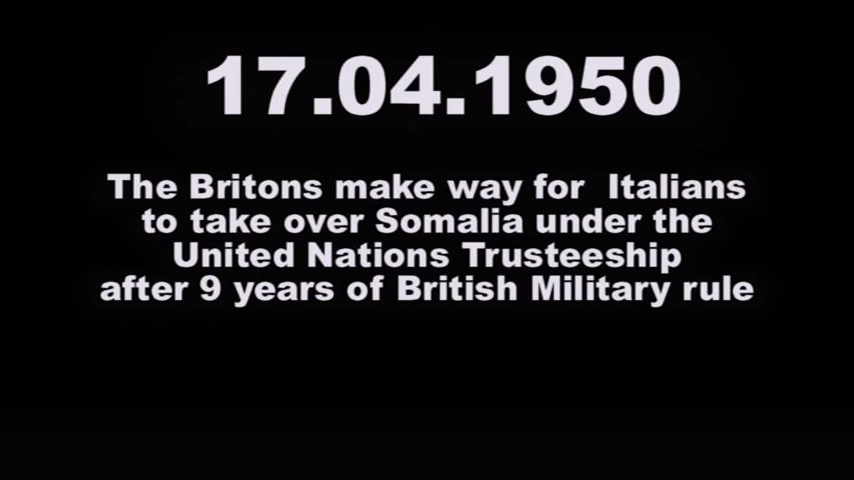 17.04.1950
The Britons make way for Italians
to take over Somalia under the
United Nations Trusteeship
after 9 years of British Military rule